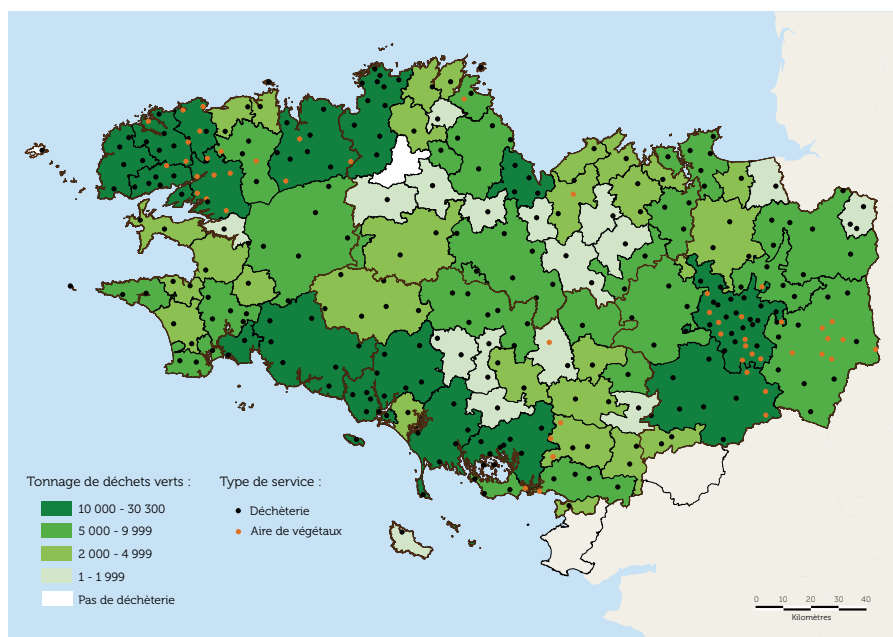 Tonnage de déchets verts :
10 000 - 30 300
5 000 - 9 999
2 000 - 4 999
1 - 1 999
Pas de déchèterie
Type de service :
Déchèterie
Aire de végétaux
0 10 20 30 40
Kilomètres